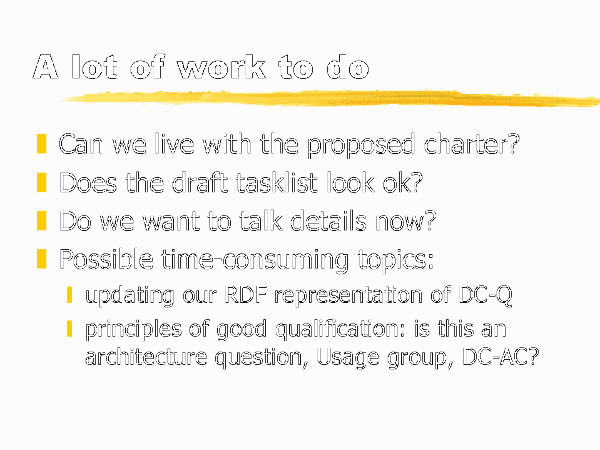 A lot of work to do
Can we live with the proposed charter?
Does the draft tasklist look ok?
Do we want to talk details now?
Possible time-consuming topics:
updating our RDF representation of DC-Q
principles of good qualification: is this an
architecture question, Usage group, DC-AC?